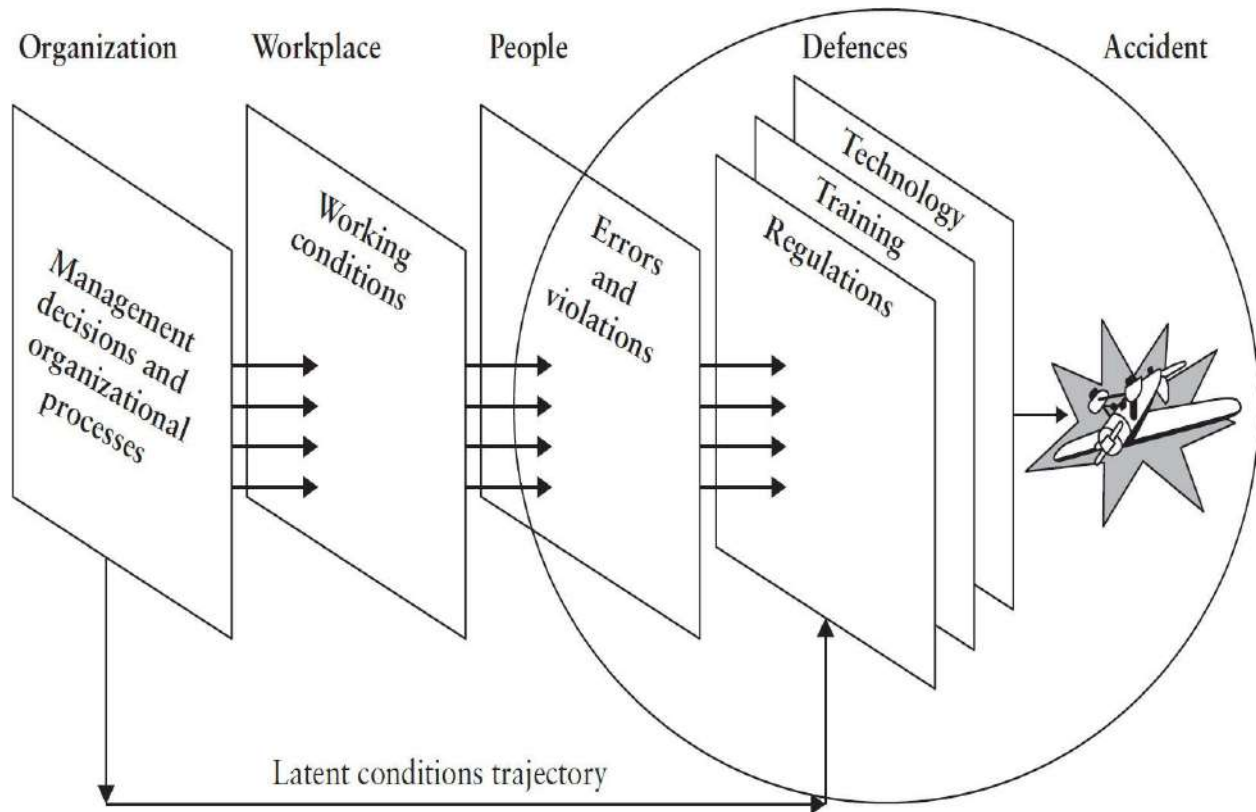 Organization
Workplace
People
Defences
Accident
Management
decisions and
organizational
processes
Working
conditions
Errors
and
violations
Regulations
Training
Technology
Latent conditions trajectory